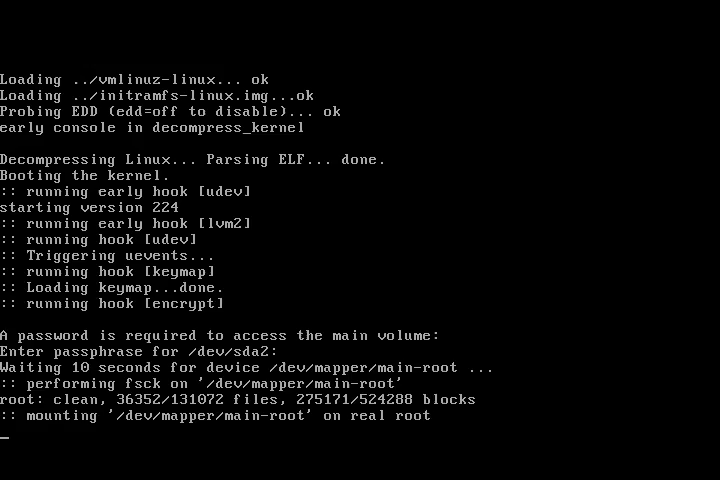 Loading ../vmlinuz-linux... ok
Loading ../initramfs-linux.img...ok
Probing EDD (edd=off to disable)... ok
early console in decompress_kernel
Decompressing Linux... Parsing ELF... done.
Booting the kernel.
:: running early hook [udev]
starting version 224
:: running early hook [lvm2]
:: running hook [udev]
:: Triggering uevents...
:: running hook [keymap]
:: Loading keymap...done.
:: running hook [encrypt]
A password is required to access the main volume:
Enter passphrase for /dev/sda2:
Waiting 10 seconds for device /dev/mapper/main-root ...
:: performing fsck on '/dev/mapper/main-root'
root: clean, 36352/131072 files, 275171/524288 blocks
:: mounting '/dev/mapper/main-root' on real root